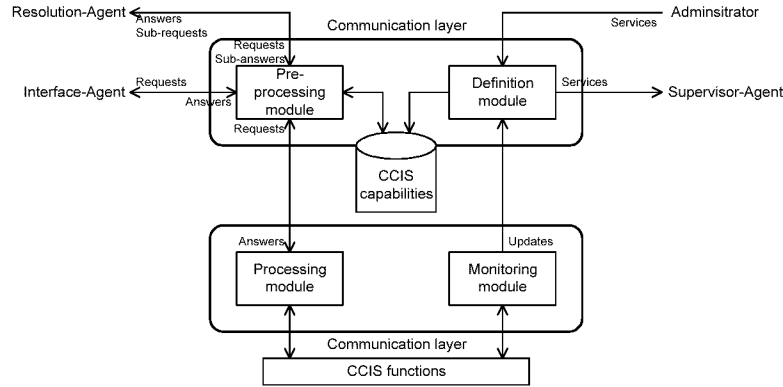 Resolution-Agent
Answers
Sub-requests
Communication layer
Adminsitrator
Services
Requests
Sub-answers
Interface-Agent
Requests
Answers
Pre-
processing
module
Definition
module
Services
Supervisor-Agent
Requests
CCIS
capabilities
Answers
Updates
Processing
module
Monitoring
module
Communication layer
CCIS functions